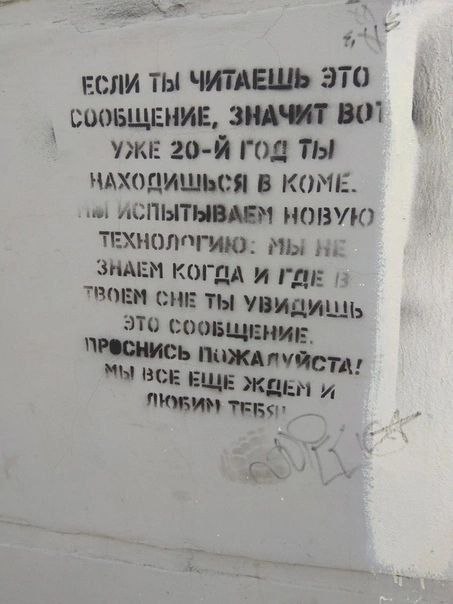 ЕСЛИ ТЫ ЧИТАЕШЬ ЭТО
СООБЩЕНИЕ, ЗНАЧИТ ВОТ
УЖЕ 20-Й ГОД ТЫ
НАХОДИШЬСЯ В КОМЕ.
МЫ ИСПЫТЫВАЕМ НОВУЮ
ТЕХНОЛОГИЮ: МЫ НЕ
ЗНАЕМ КОГДА И ГДЕ В
ТВОЕМ СНЕ ТЫ УВИДИШЬ
ЭТО СООБЩЕНИЕ.
ПРОСНИСЬ ПОЖАЛУЙСТА!
МЫ ВСЕ ЕЩЕ ЖДЕМ И
ЛЮБИМ ТЕБЯ!!